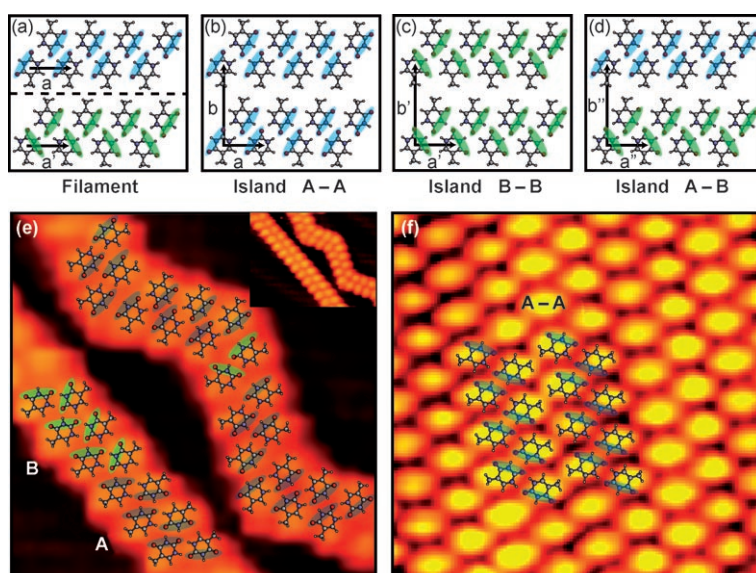 (a)
a
a'
Filament
(b)
b
a
Island A – A
(c)
b'
a'
Island B – B
(d)
b''
a''
Island A – B
(e)
B
A
(f)
A – A